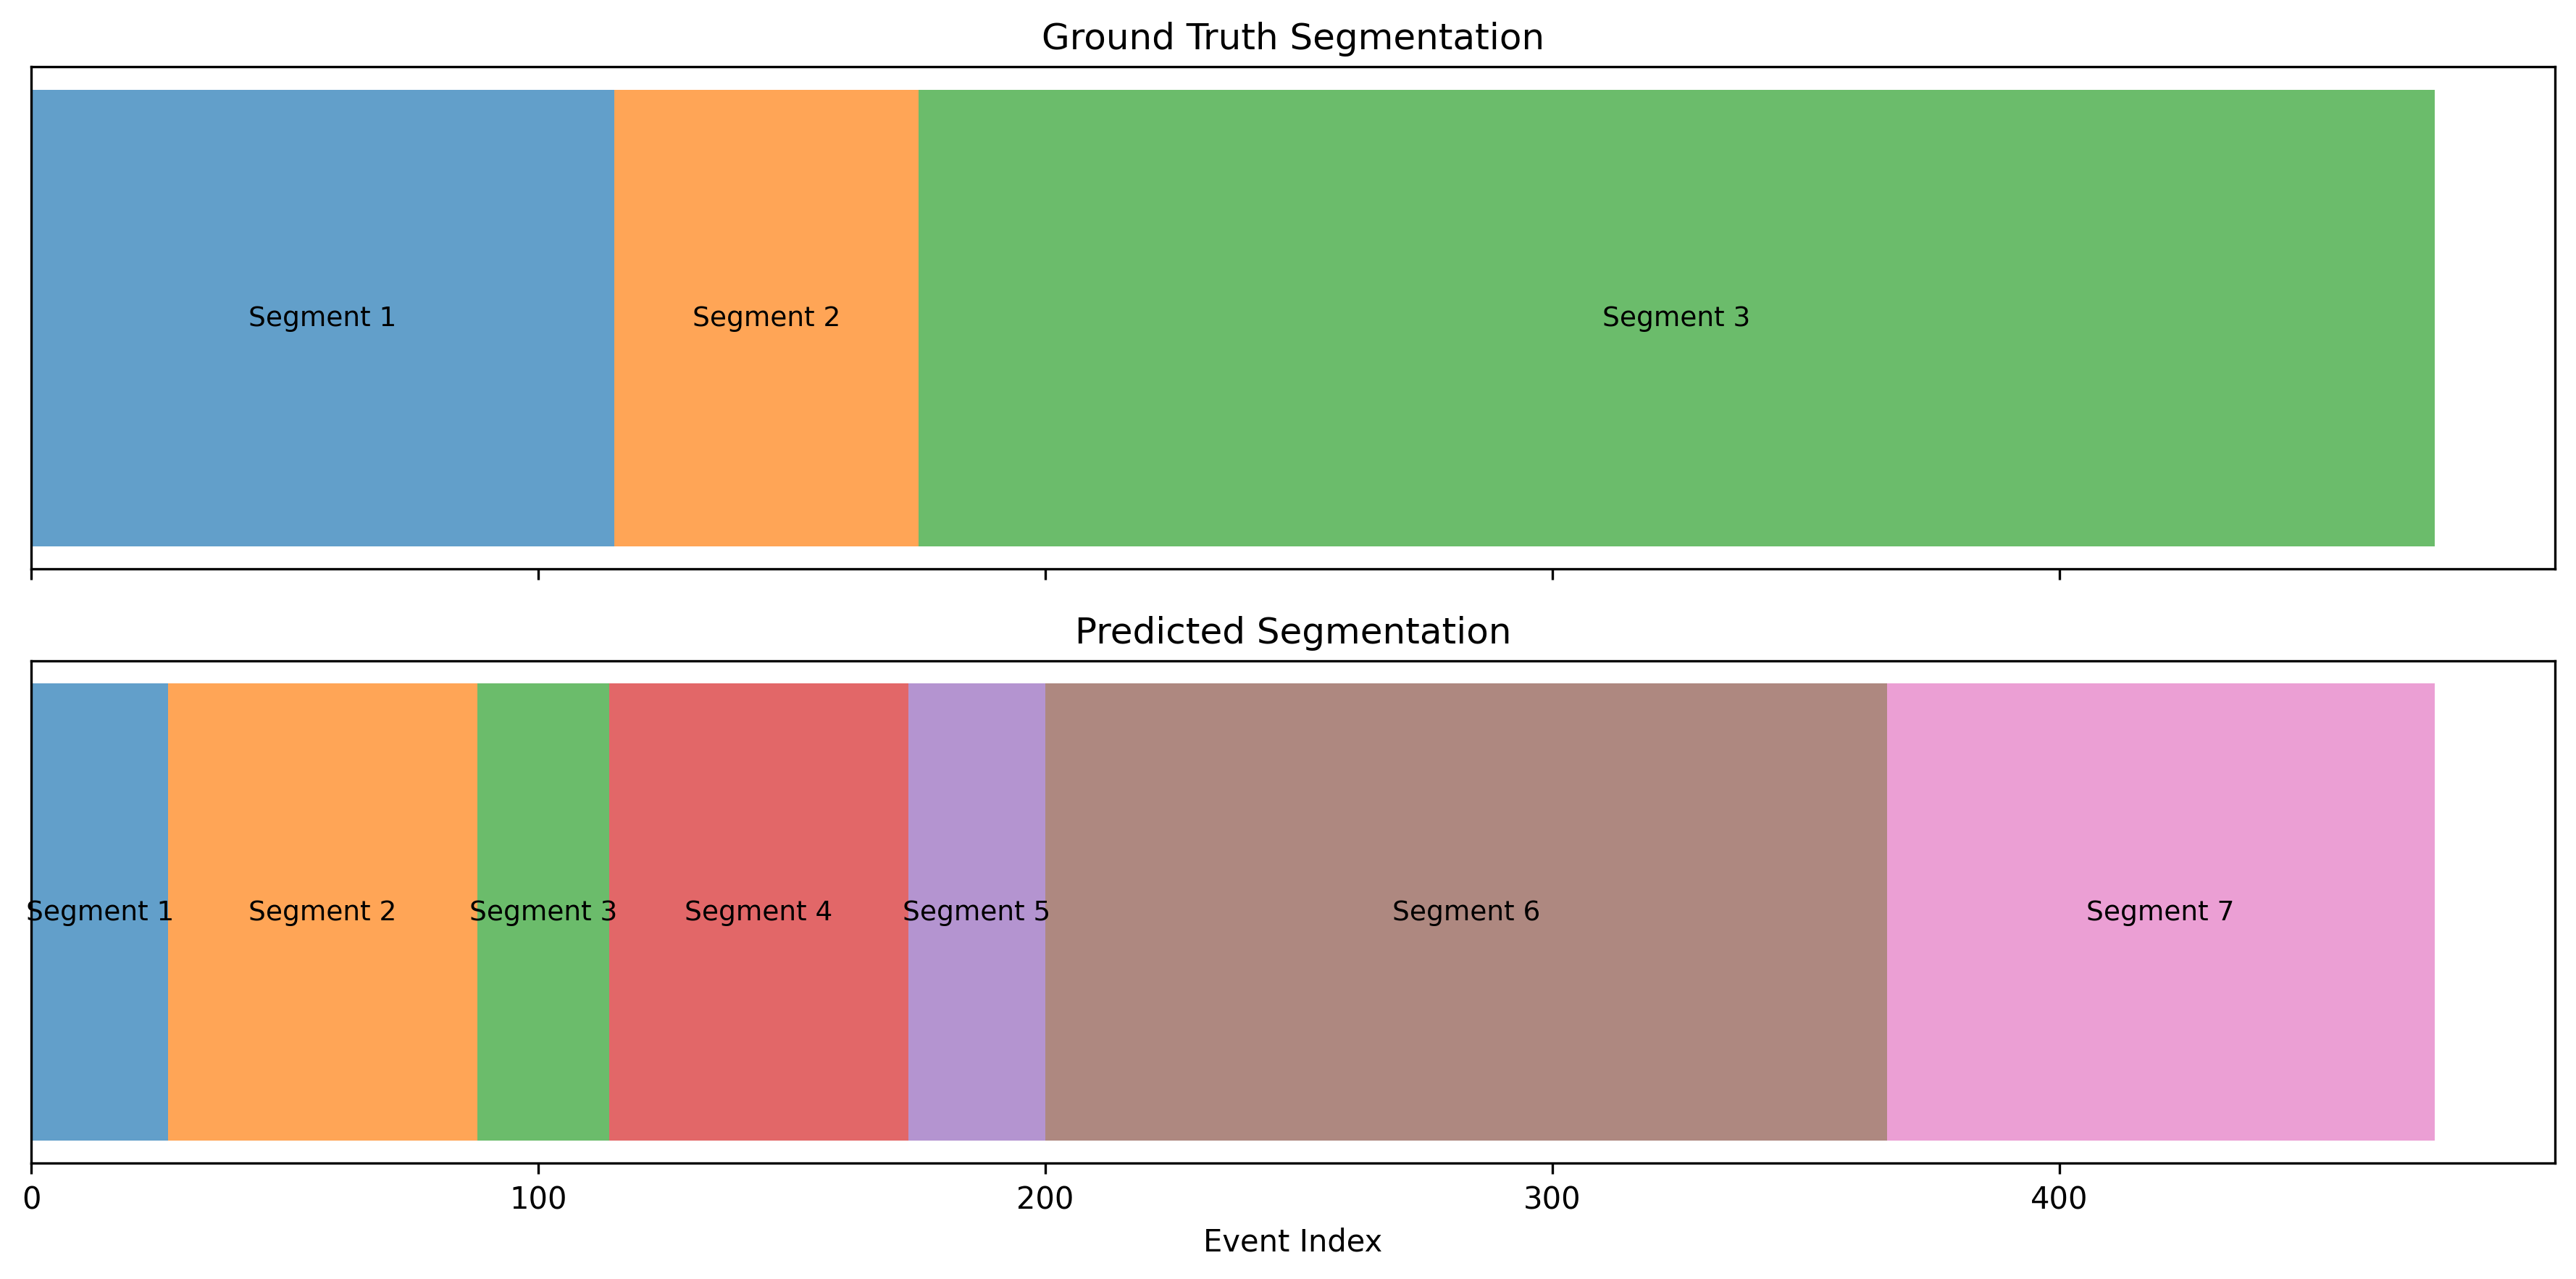 Ground Truth Segmentation
Segment 1 Segment 2 Segment 3
Predicted Segmentation
Segment 1 Segment 2 Segment 3 Segment 4 Segment 5 Segment 6 Segment 7
0 100 200 300 400
Event Index